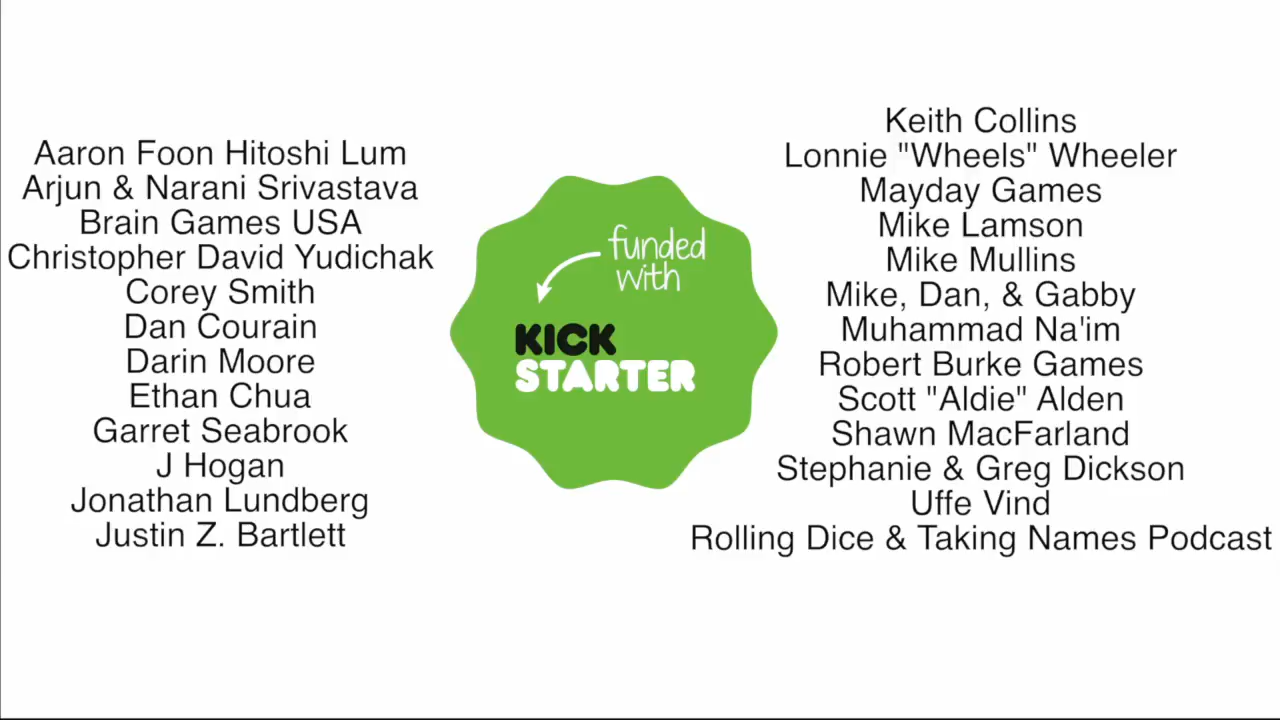 Aaron Foon Hitoshi Lum
Arjun & Narani Srivastava
Brain Games USA
Christopher David Yudichak
Corey Smith
Dan Courain
Darin Moore
Ethan Chua
Garret Seabrook
J Hogan
Jonathan Lundberg
Justin Z. Bartlett
funded
with
KICK
STARTER
Keith Collins
Lonnie "Wheels" Wheeler
Mayday Games
Mike Lamson
Mike Mullins
Mike, Dan, & Gabby
Muhammad Na'im
Robert Burke Games
Scott "Aldie" Alden
Shawn MacFarland
Stephanie & Greg Dickson
Uffe Vind
Rolling Dice & Taking Names Podcast